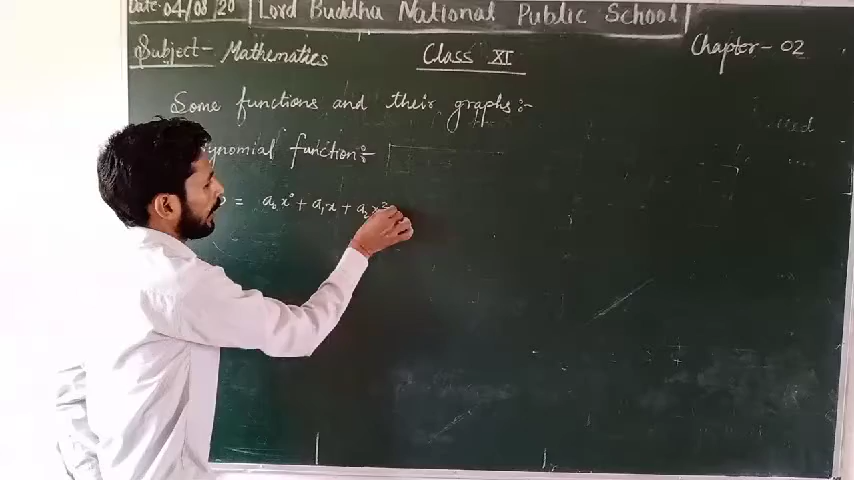 Date- 04/08/20 Lord Buddha National Public School
Subject- Mathematics Class XI Chapter- 02
Some functions and their graphs:-
ynomial function:-
= a₀x⁰ + a₁x + a₂x²